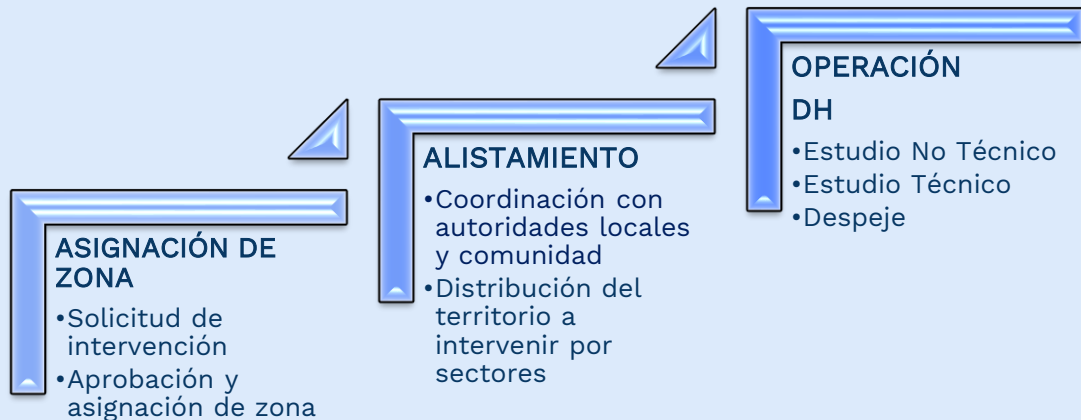 ASIGNACIÓN DE
ZONA
•Solicitud de
intervención
•Aprobación y
asignación de zona
ALISTAMIENTO
•Coordinación con
autoridades locales
y comunidad
•Distribución del
territorio a
intervenir por
sectores
OPERACIÓN
DH
•Estudio No Técnico
•Estudio Técnico
•Despeje